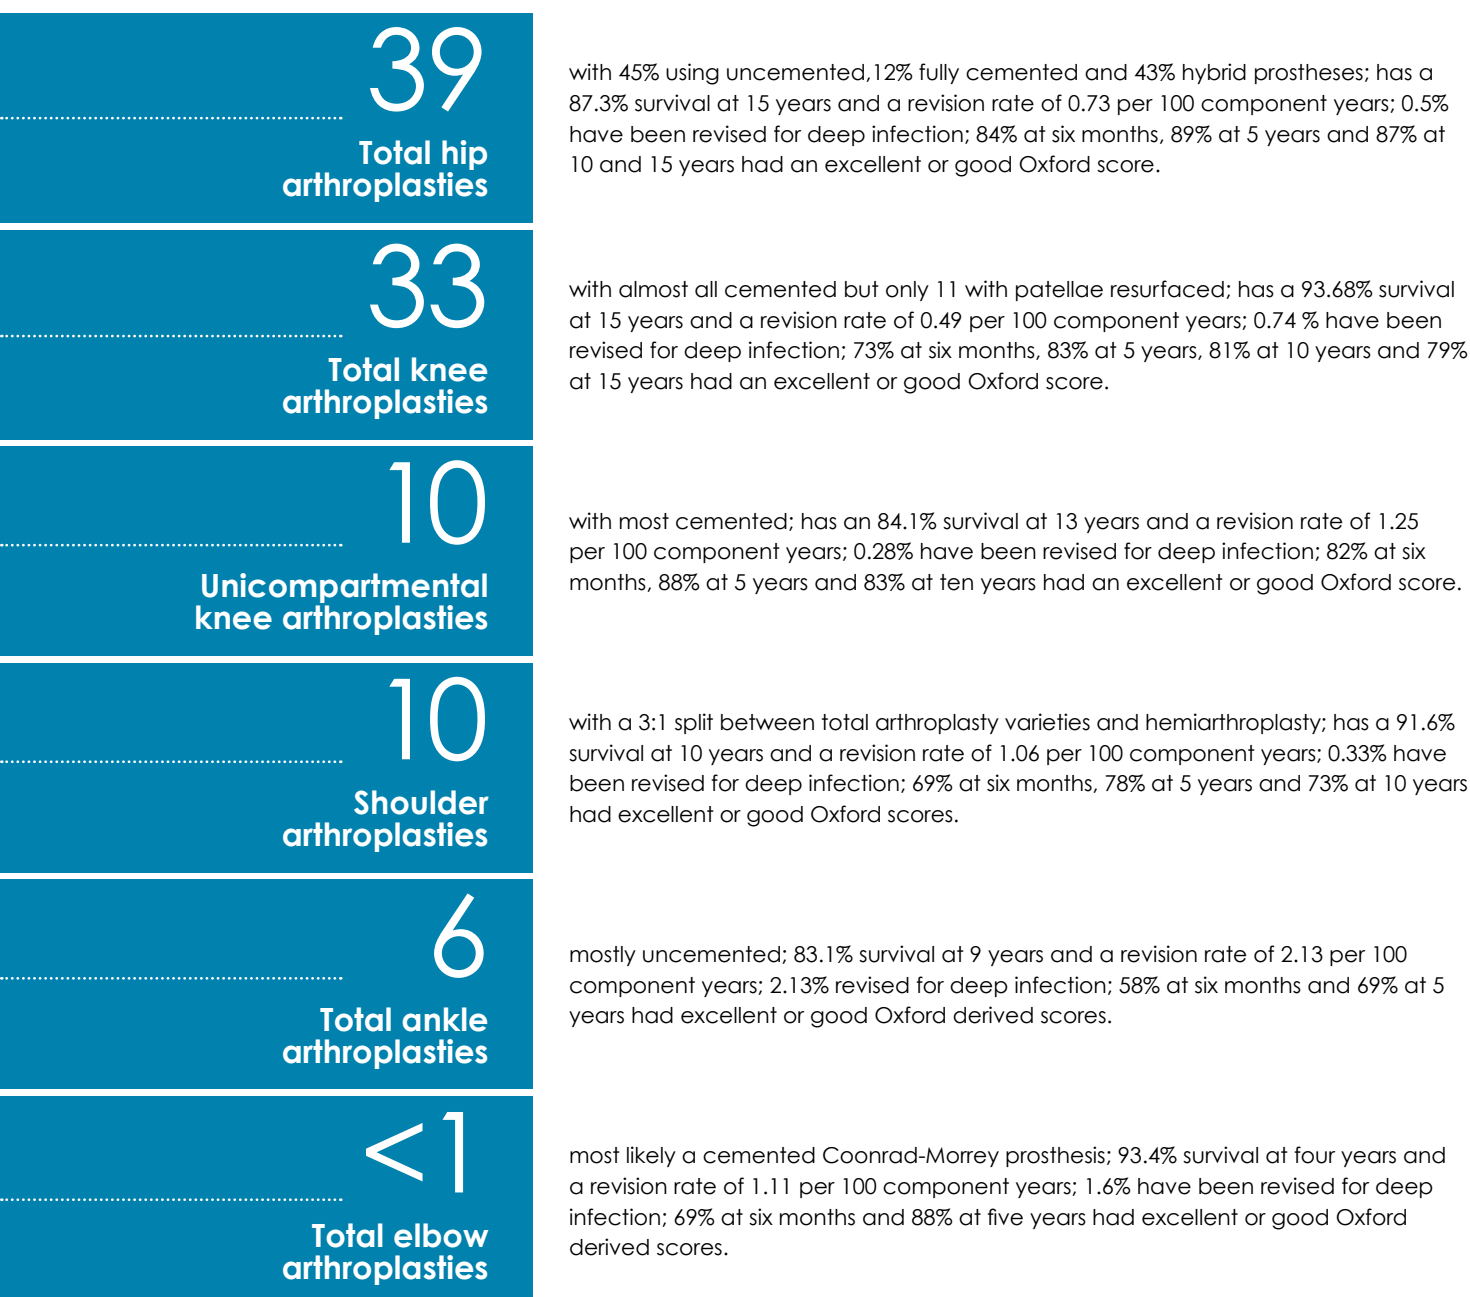 39
Total hip
arthroplasties
with 45% using uncemented,12% fully cemented and 43% hybrid prostheses; has a
87.3% survival at 15 years and a revision rate of 0.73 per 100 component years; 0.5%
have been revised for deep infection; 84% at six months, 89% at 5 years and 87% at
10 and 15 years had an excellent or good Oxford score.
33
Total knee
arthroplasties
with almost all cemented but only 11 with patellae resurfaced; has a 93.68% survival
at 15 years and a revision rate of 0.49 per 100 component years; 0.74 % have been
revised for deep infection; 73% at six months, 83% at 5 years, 81% at 10 years and 79%
at 15 years had an excellent or good Oxford score.
10
Unicompartmental
knee arthroplasties
with most cemented; has an 84.1% survival at 13 years and a revision rate of 1.25
per 100 component years; 0.28% have been revised for deep infection; 82% at six
months, 88% at 5 years and 83% at ten years had an excellent or good Oxford score.
10
Shoulder
arthroplasties
with a 3:1 split between total arthroplasty varieties and hemiarthroplasty; has a 91.6%
survival at 10 years and a revision rate of 1.06 per 100 component years; 0.33% have
been revised for deep infection; 69% at six months, 78% at 5 years and 73% at 10 years
had excellent or good Oxford scores.
6
Total ankle
arthroplasties
mostly uncemented; 83.1% survival at 9 years and a revision rate of 2.13 per 100
component years; 2.13% revised for deep infection; 58% at six months and 69% at 5
years had excellent or good Oxford derived scores.
<1
Total elbow
arthroplasties
most likely a cemented Coonrad-Morrey prosthesis; 93.4% survival at four years and
a revision rate of 1.11 per 100 component years; 1.6% have been revised for deep
infection; 69% at six months and 88% at five years had excellent or good Oxford
derived scores.